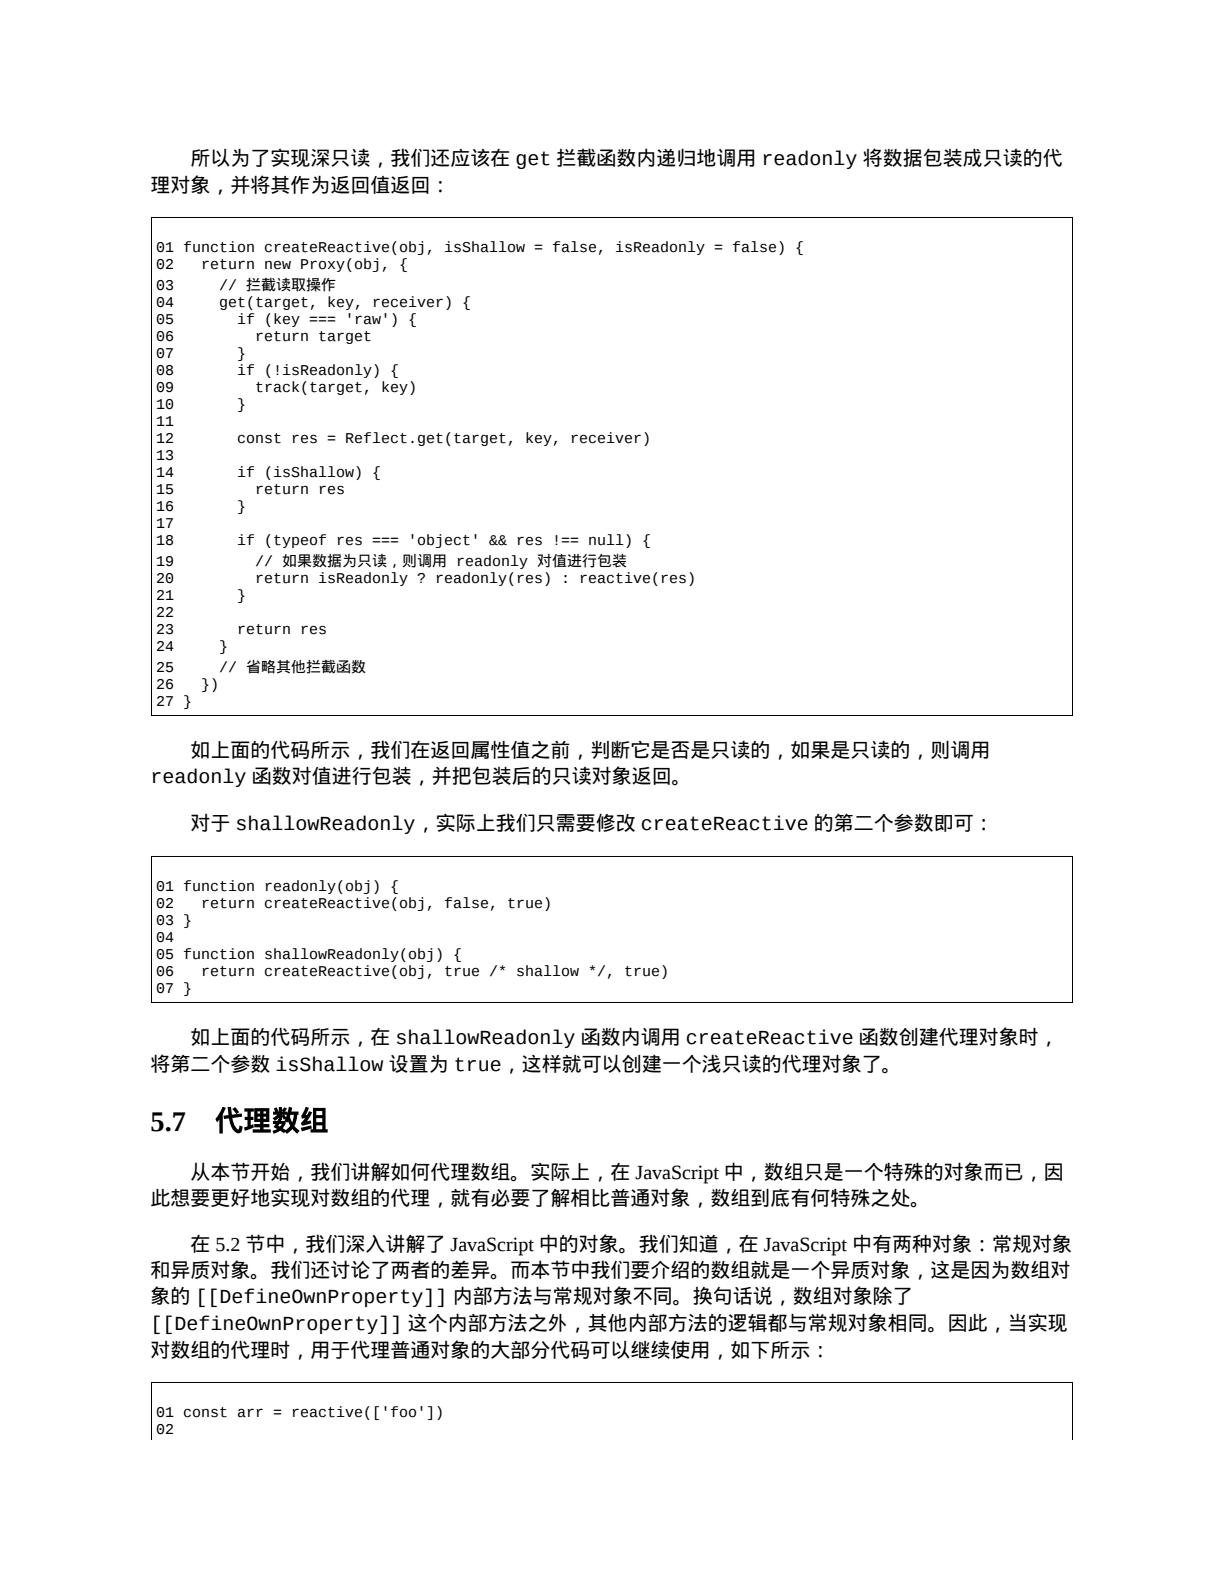 所以为了实现深只读，我们还应该在 get 拦截函数内递归地调用 readonly 将数据包装成只读的代
理对象，并将其作为返回值返回：
01 function createReactive(obj, isShallow = false, isReadonly = false) {
02   return new Proxy(obj, {
03     // 拦截读取操作
04     get(target, key, receiver) {
05       if (key === 'raw') {
06         return target
07       }
08       if (!isReadonly) {
09         track(target, key)
10       }
11
12       const res = Reflect.get(target, key, receiver)
13
14       if (isShallow) {
15         return res
16       }
17
18       if (typeof res === 'object' && res !== null) {
19         // 如果数据为只读，则调用 readonly 对值进行包装
20         return isReadonly ? readonly(res) : reactive(res)
21       }
22
23       return res
24     }
25     // 省略其他拦截函数
26   })
27 }
如上面的代码所示，我们在返回属性值之前，判断它是否是只读的，如果是只读的，则调用
readonly 函数对值进行包装，并把包装后的只读对象返回。
对于 shallowReadonly，实际上我们只需要修改 createReactive 的第二个参数即可：
01 function readonly(obj) {
02   return createReactive(obj, false, true)
03 }
04
05 function shallowReadonly(obj) {
06   return createReactive(obj, true /* shallow */, true)
07 }
如上面的代码所示，在 shallowReadonly 函数内调用 createReactive 函数创建代理对象时，
将第二个参数 isShallow 设置为 true，这样就可以创建一个浅只读的代理对象了。
5.7 代理数组
从本节开始，我们讲解如何代理数组。实际上，在 JavaScript 中，数组只是一个特殊的对象而已，因
此想要更好地实现对数组的代理，就有必要了解相比普通对象，数组到底有何特殊之处。
在 5.2 节中，我们深入讲解了 JavaScript 中的对象。我们知道，在 JavaScript 中有两种对象：常规对象
和异质对象。我们还讨论了两者的差异。而本节中我们要介绍的数组就是一个异质对象，这是因为数组对
象的 [[DefineOwnProperty]] 内部方法与常规对象不同。换句话说，数组对象除了
[[DefineOwnProperty]] 这个内部方法之外，其他内部方法的逻辑都与常规对象相同。因此，当实现
对数组的代理时，用于代理普通对象的大部分代码可以继续使用，如下所示：
01 const arr = reactive(['foo'])
02